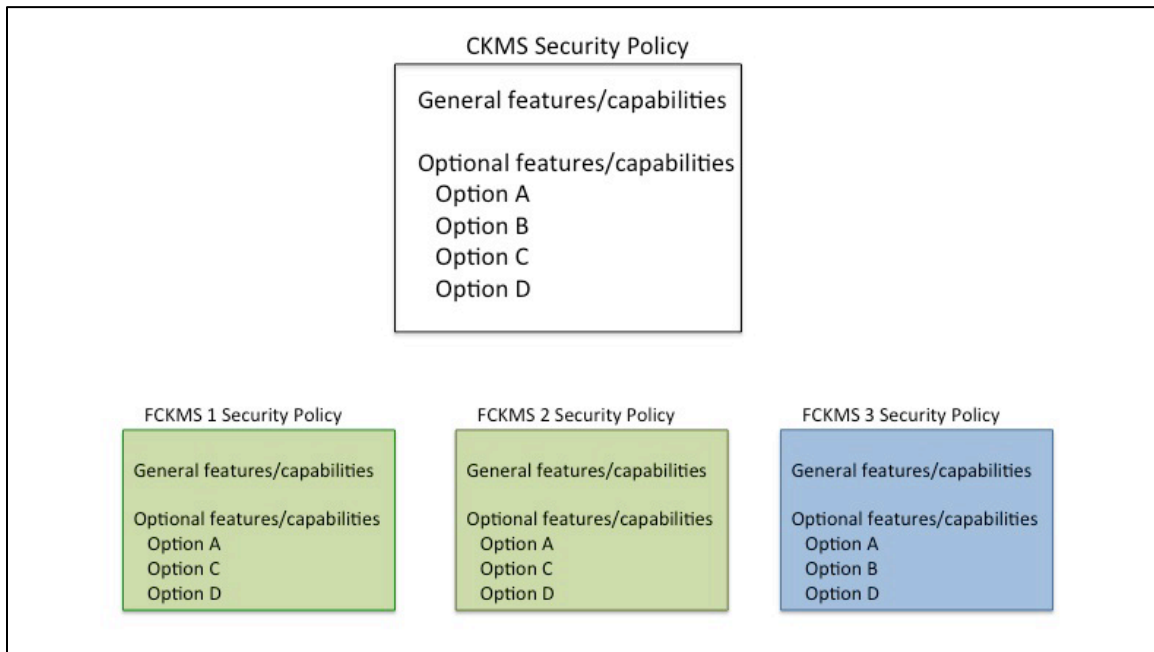 CKMS Security Policy
General features/capabilities
Optional features/capabilities
Option A
Option B
Option C
Option D
FCKMS 1 Security Policy
General features/capabilities
Optional features/capabilities
Option A
Option C
Option D
FCKMS 2 Security Policy
General features/capabilities
Optional features/capabilities
Option A
Option C
Option D
FCKMS 3 Security Policy
General features/capabilities
Optional features/capabilities
Option A
Option B
Option D